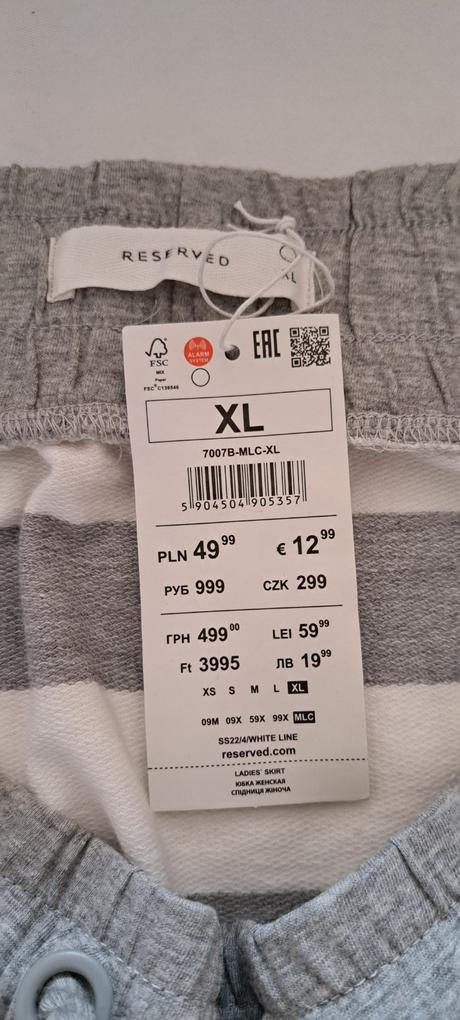 RESERVED
XL
FSC
MIX
Paper
FSC® C139546
ALARM
SYSTEM
EAC
XL
7007B-MLC-XL
5 904504 905357
PLN 49 99
€ 12 99
РУБ 999
CZK 299
ГРН 499 00
LEI 59 99
Ft 3995
ЛВ 19 99
XS S M L XL
09M 09X 59X 99X MLC
SS22/4/WHITE LINE
reserved.com
LADIES' SKIRT
ЮБКА ЖЕНСКАЯ
СПІДНИЦЯ ЖІНОЧА